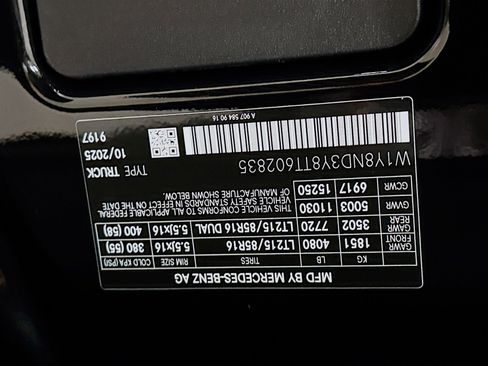 MFD BY MERCEDES-BENZ AG
KG LB TIRES RIM SIZE COLD KPA (PSI)
GAWR FRONT 1851 4080 LT215/85R16 5.5Jx16 380 (55)
GAWR REAR 3502 7720 LT215/85R16 DUAL 5.5Jx16 400 (58)
GVWR 5003 11030 THIS VEHICLE CONFORMS TO ALL APPLICABLE FEDERAL
MOTOR VEHICLE SAFETY STANDARDS IN EFFECT ON THE DATE
GCWR 6917 15250 OF MANUFACTURE SHOWN BELOW.
W1Y8ND3Y8TT602835 TYPE TRUCK
10/2025
9197
A 907 584 90 16